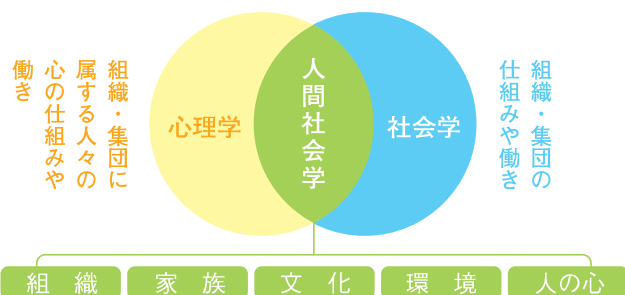 組織・集団に
属する人々の
心の仕組みや
働き
心理学
人間社会学
社会学
組織・集団の
仕組みや働き
組織
家族
文化
環境
人の心